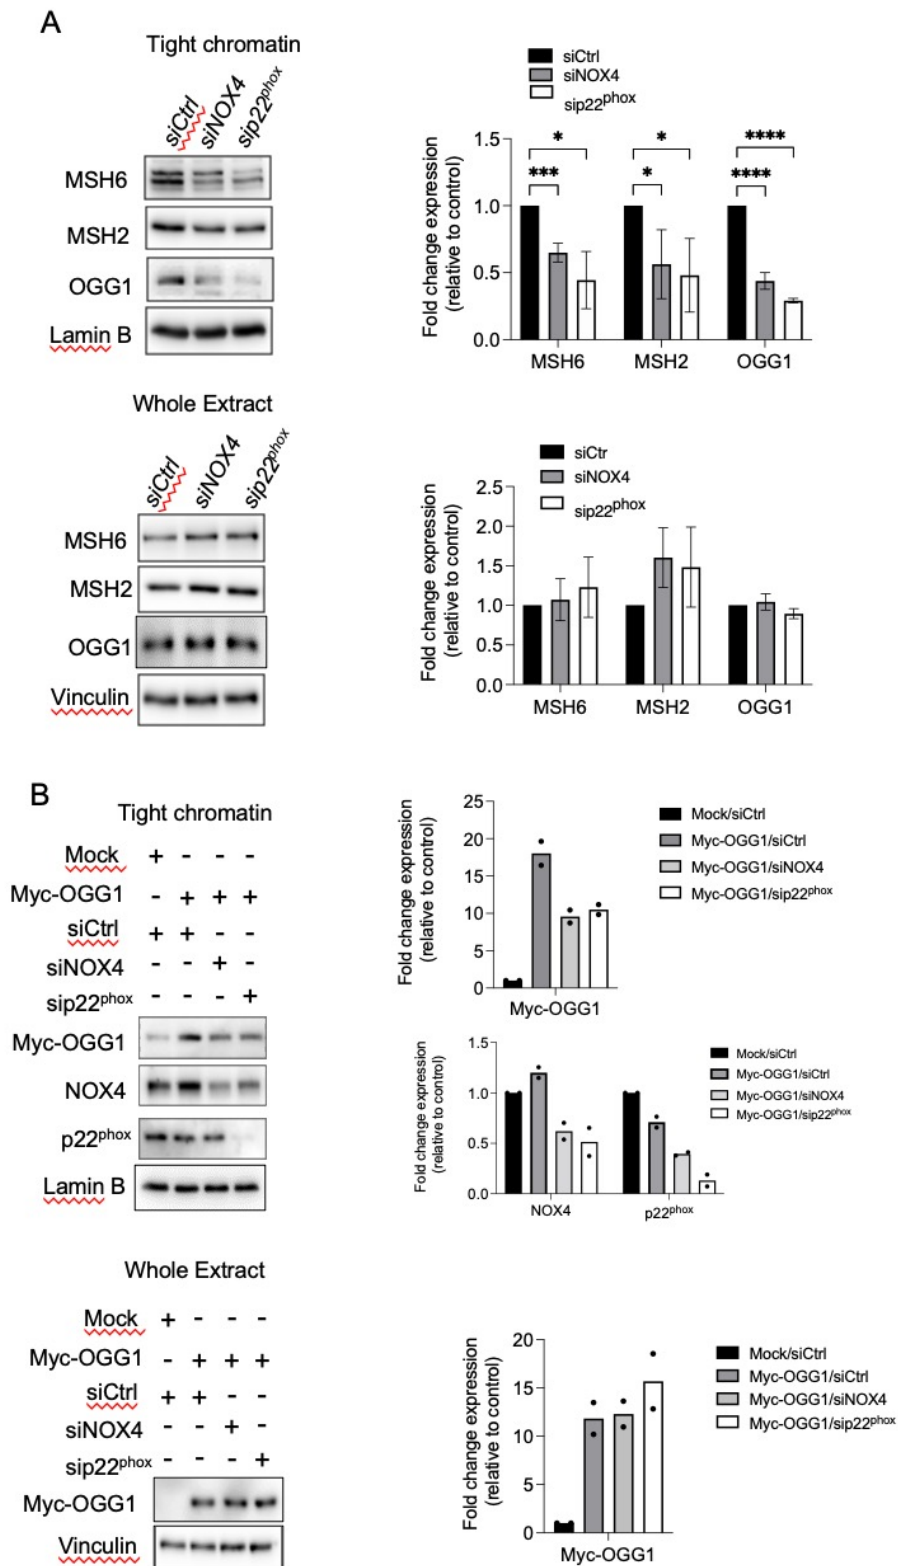 A
Tight chromatin
siCtrl siNOX4 sip22phox
MSH6
MSH2
OGG1
Lamin B
siCtrl
siNOX4
sip22phox
Fold change expression
(relative to control)
1.5
1.0
0.5
0.0
* * ****
*** * ****
MSH6 MSH2 OGG1
Whole Extract
siCtrl siNOX4 sip22phox
MSH6
MSH2
OGG1
Vinculin
siCtr
siNOX4
sip22phox
Fold change expression
(relative to control)
2.5
2.0
1.5
1.0
0.5
0.0
MSH6 MSH2 OGG1
B
Tight chromatin
Mock + - - -
Myc-OGG1 - + + +
siCtrl + + - -
siNOX4 - - + -
sip22phox - - - +
Myc-OGG1
NOX4
p22phox
Lamin B
Fold change expression
(relative to control)
25
20
15
10
5
0
Myc-OGG1
Mock/siCtrl
Myc-OGG1/siCtrl
Myc-OGG1/siNOX4
Myc-OGG1/sip22phox
Fold change expression
(relative to control)
1.5
1.0
0.5
0.0
NOX4 p22phox
Mock/siCtrl
Myc-OGG1/siCtrl
Myc-OGG1/siNOX4
Myc-OGG1/sip22phox
Whole Extract
Mock + - - -
Myc-OGG1 - + + +
siCtrl + + - -
siNOX4 - - + -
sip22phox - - - +
Myc-OGG1
Vinculin
Fold change expression
(relative to control)
20
15
10
5
0
Myc-OGG1
Mock/siCtrl
Myc-OGG1/siCtrl
Myc-OGG1/siNOX4
Myc-OGG1/sip22phox